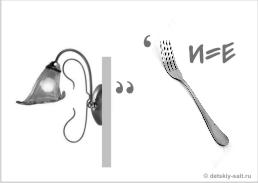 ‘ И=Е
,,
© detskiy-sait.ru